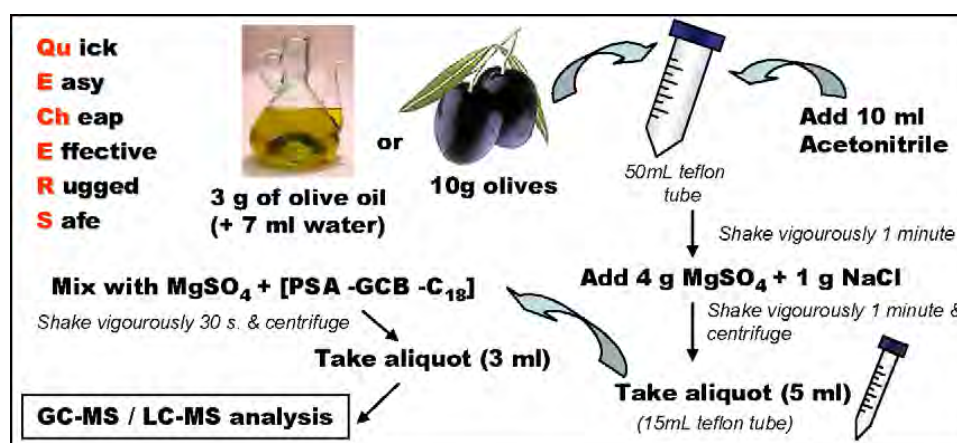 Qu ick
E asy
Ch eap
E ffective
R ugged
S afe
3 g of olive oil
(+ 7 ml water)
or
10g olives
50mL teflon
tube
Add 10 ml
Acetonitrile
Shake vigourously 1 minute
Add 4 g MgSO₄ + 1 g NaCl
Shake vigourously 1 minute &
centrifuge
Take aliquot (5 ml)
(15mL teflon tube)
Mix with MgSO₄ + [PSA -GCB -C₁₈]
Shake vigourously 30 s. & centrifuge
Take aliquot (3 ml)
GC-MS / LC-MS analysis